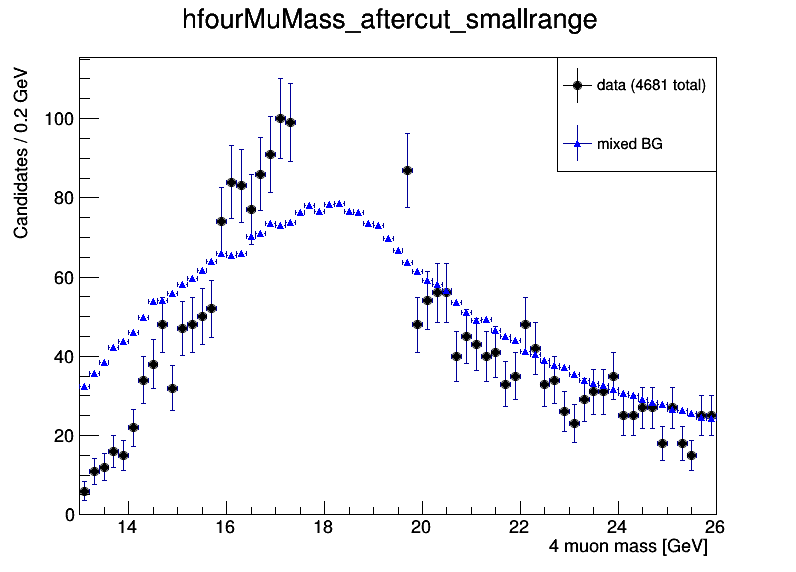 hfourMuMass_aftercut_smallrange
Candidates / 0.2 GeV
data (4681 total)
mixed BG
100
80
60
40
20
0
14 16 18 20 22 24 26
4 muon mass [GeV]